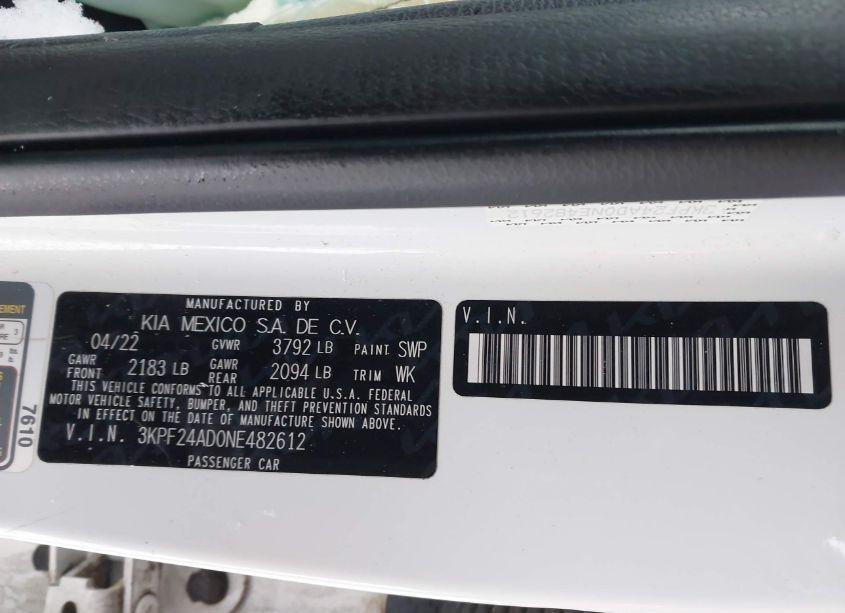 MANUFACTURED BY
KIA MEXICO S.A. DE C.V.
04/22 GVWR 3792 LB PAINT SWP
GAWR FRONT 2183 LB GAWR REAR 2094 LB TRIM WK
THIS VEHICLE CONFORMS TO ALL APPLICABLE U.S.A. FEDERAL
MOTOR VEHICLE SAFETY, BUMPER, AND THEFT PREVENTION STANDARDS
IN EFFECT ON THE DATE OF MANUFACTURE SHOWN ABOVE.
V.I.N. 3KPF24AD0NE482612
PASSENGER CAR
V.I.N.
7610